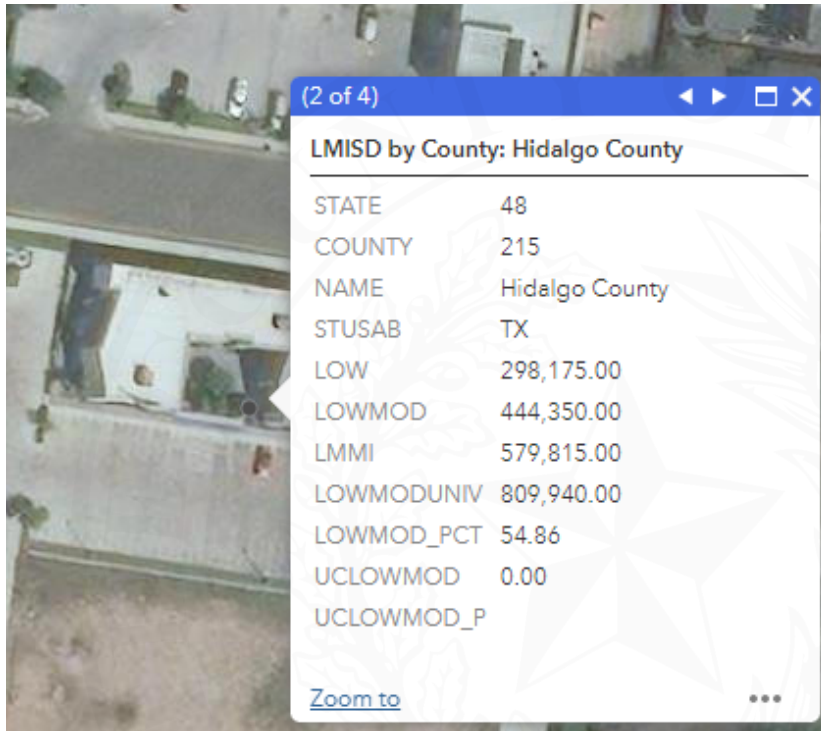 (2 of 4)
LMISD by County: Hidalgo County
STATE 48
COUNTY 215
NAME Hidalgo County
STUSAB TX
LOW 298,175.00
LOWMOD 444,350.00
LMMI 579,815.00
LOWMODUNIV 809,940.00
LOWMOD_PCT 54.86
UCLOWMOD 0.00
UCLOWMOD_P
Zoom to